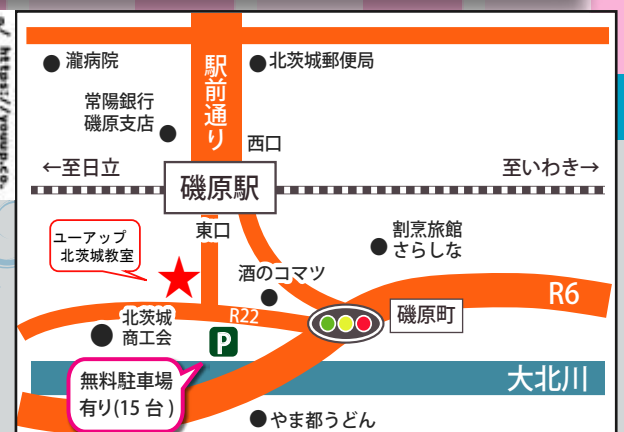 瀧病院
北茨城郵便局
駅前通り
常陽銀行
磯原支店
西口
←至日立
至いわき→
磯原駅
東口
割烹旅館
さらしな
ユーアップ
北茨城教室
酒のコマツ
R6
R22
磯原町
北茨城
商工会
P
大北川
無料駐車場
有り(15台)
やま都うどん
https://youup.co.